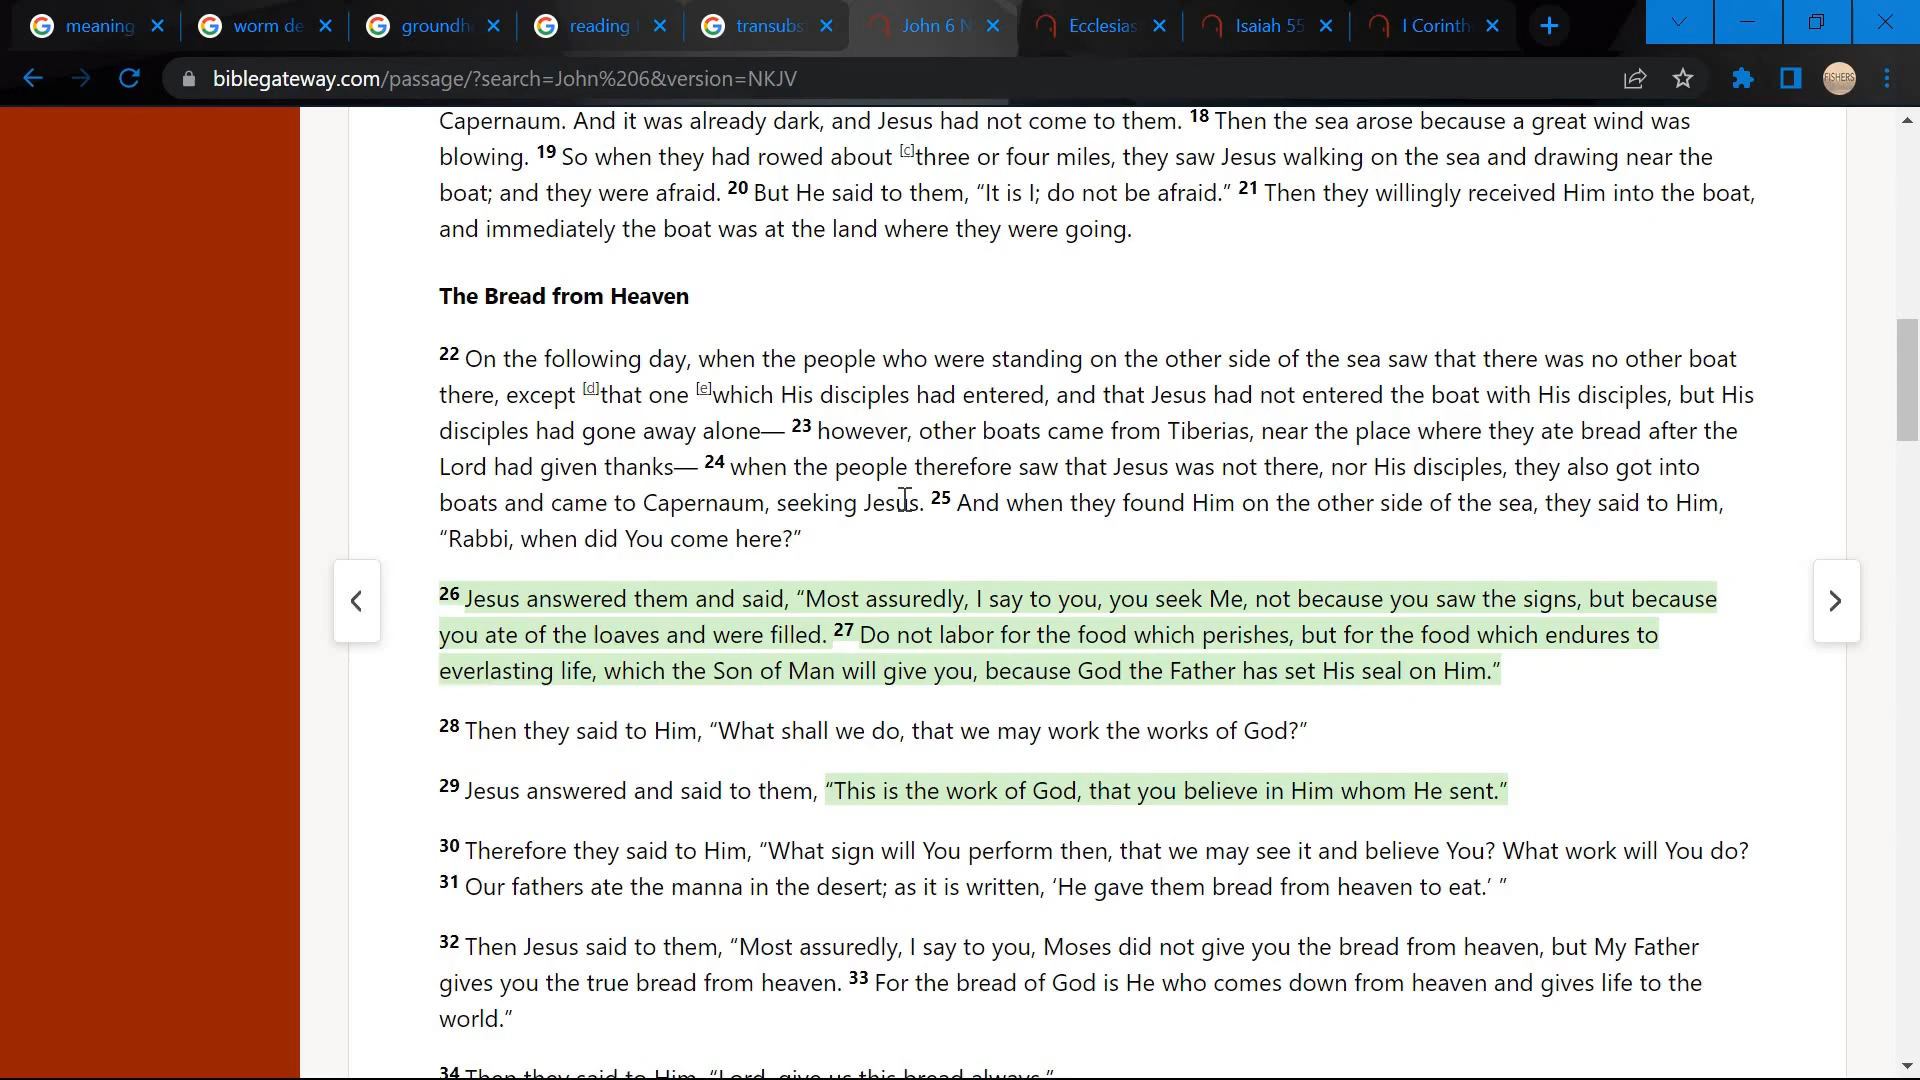 meaning worm de groundh reading transubs John 6 N Ecclesias Isaiah 55 I Corinth
biblegateway.com/passage/?search=John%206&version=NKJV
FISHERS
Capernaum. And it was already dark, and Jesus had not come to them. 18 Then the sea arose because a great wind was
blowing. 19 So when they had rowed about [c]three or four miles, they saw Jesus walking on the sea and drawing near the
boat; and they were afraid. 20 But He said to them, “It is I; do not be afraid.” 21 Then they willingly received Him into the boat,
and immediately the boat was at the land where they were going.
The Bread from Heaven
22 On the following day, when the people who were standing on the other side of the sea saw that there was no other boat
there, except [d]that one [e]which His disciples had entered, and that Jesus had not entered the boat with His disciples, but His
disciples had gone away alone— 23 however, other boats came from Tiberias, near the place where they ate bread after the
Lord had given thanks— 24 when the people therefore saw that Jesus was not there, nor His disciples, they also got into
boats and came to Capernaum, seeking Jesus. 25 And when they found Him on the other side of the sea, they said to Him,
“Rabbi, when did You come here?”
26 Jesus answered them and said, “Most assuredly, I say to you, you seek Me, not because you saw the signs, but because
you ate of the loaves and were filled. 27 Do not labor for the food which perishes, but for the food which endures to
everlasting life, which the Son of Man will give you, because God the Father has set His seal on Him.”
28 Then they said to Him, “What shall we do, that we may work the works of God?”
29 Jesus answered and said to them, “This is the work of God, that you believe in Him whom He sent.”
30 Therefore they said to Him, “What sign will You perform then, that we may see it and believe You? What work will You do?
31 Our fathers ate the manna in the desert; as it is written, ‘He gave them bread from heaven to eat.’ ”
32 Then Jesus said to them, “Most assuredly, I say to you, Moses did not give you the bread from heaven, but My Father
gives you the true bread from heaven. 33 For the bread of God is He who comes down from heaven and gives life to the
world.”
34 Then they said to Him, “Lord, give us this bread always.”